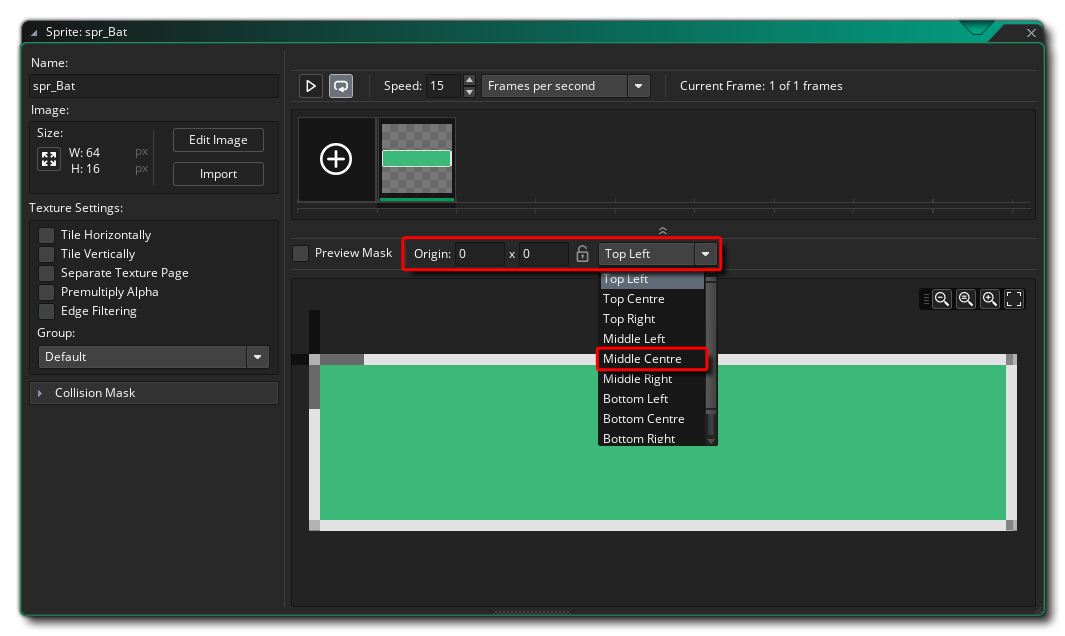 Sprite: spr_Bat
Name:
spr_Bat
Image:
Size:
W: 64 px
H: 16 px
Edit Image
Import
Texture Settings:
Tile Horizontally
Tile Vertically
Separate Texture Page
Premultiply Alpha
Edge Filtering
Group:
Default
Collision Mask
Speed: 15 Frames per second Current Frame: 1 of 1 frames
Preview Mask Origin: 0 x 0 Top Left
Top Left
Top Centre
Top Right
Middle Left
Middle Centre
Middle Right
Bottom Left
Bottom Centre
Bottom Right